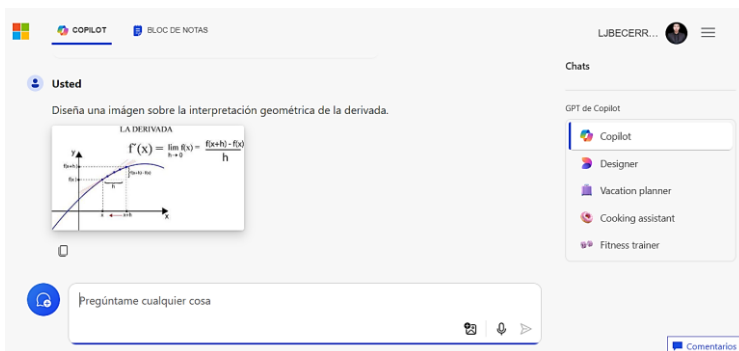 COPILOT
BLOC DE NOTAS
LJBECERR...
Usted
Diseña una imágen sobre la interpretación geométrica de la derivada.
LA DERIVADA
f'(x) = lim f(x) = f(x+h) - f(x)
h→0
h
y
f(x+h)
f(x)
f(x+h)-f(x)
h
x
x+h
x
Pregúntame cualquier cosa
Chats
GPT de Copilot
Copilot
Designer
Vacation planner
Cooking assistant
Fitness trainer
Comentarios